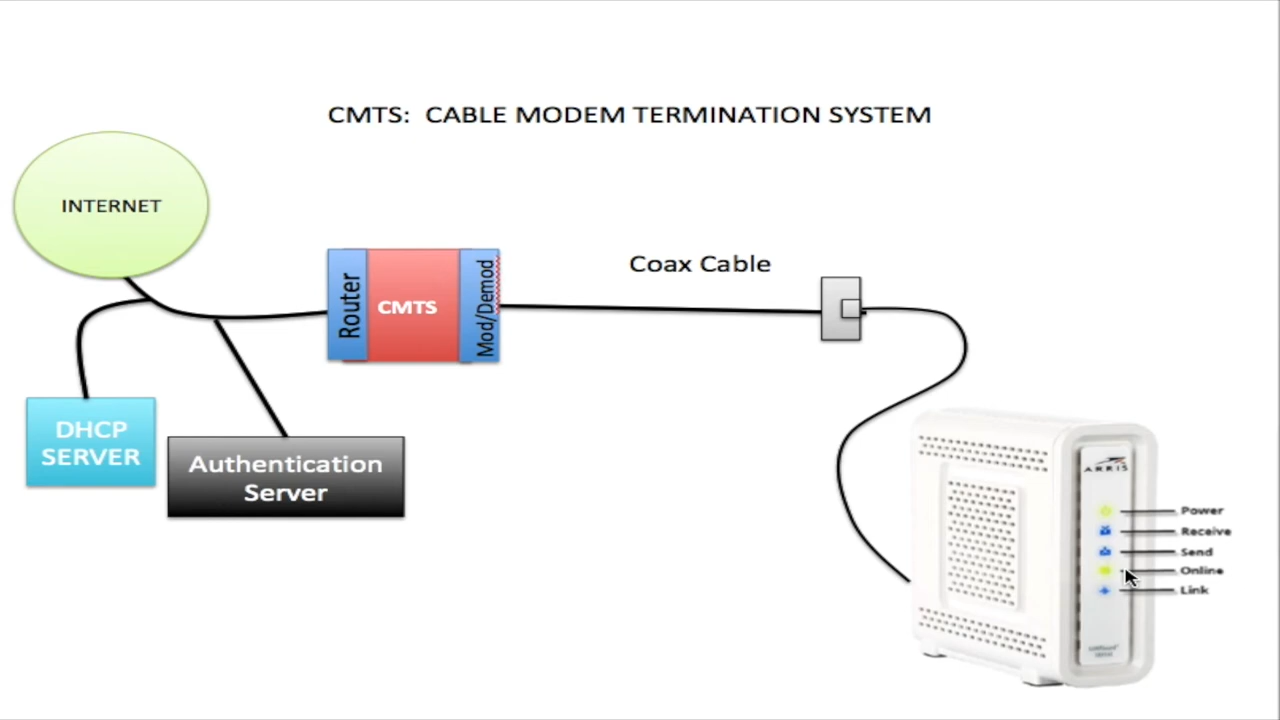 CMTS: CABLE MODEM TERMINATION SYSTEM
INTERNET
Router
CMTS
Mod/Demod
Coax Cable
DHCP
SERVER
Authentication
Server
ARRIS
Power
Receive
Send
Online
Link